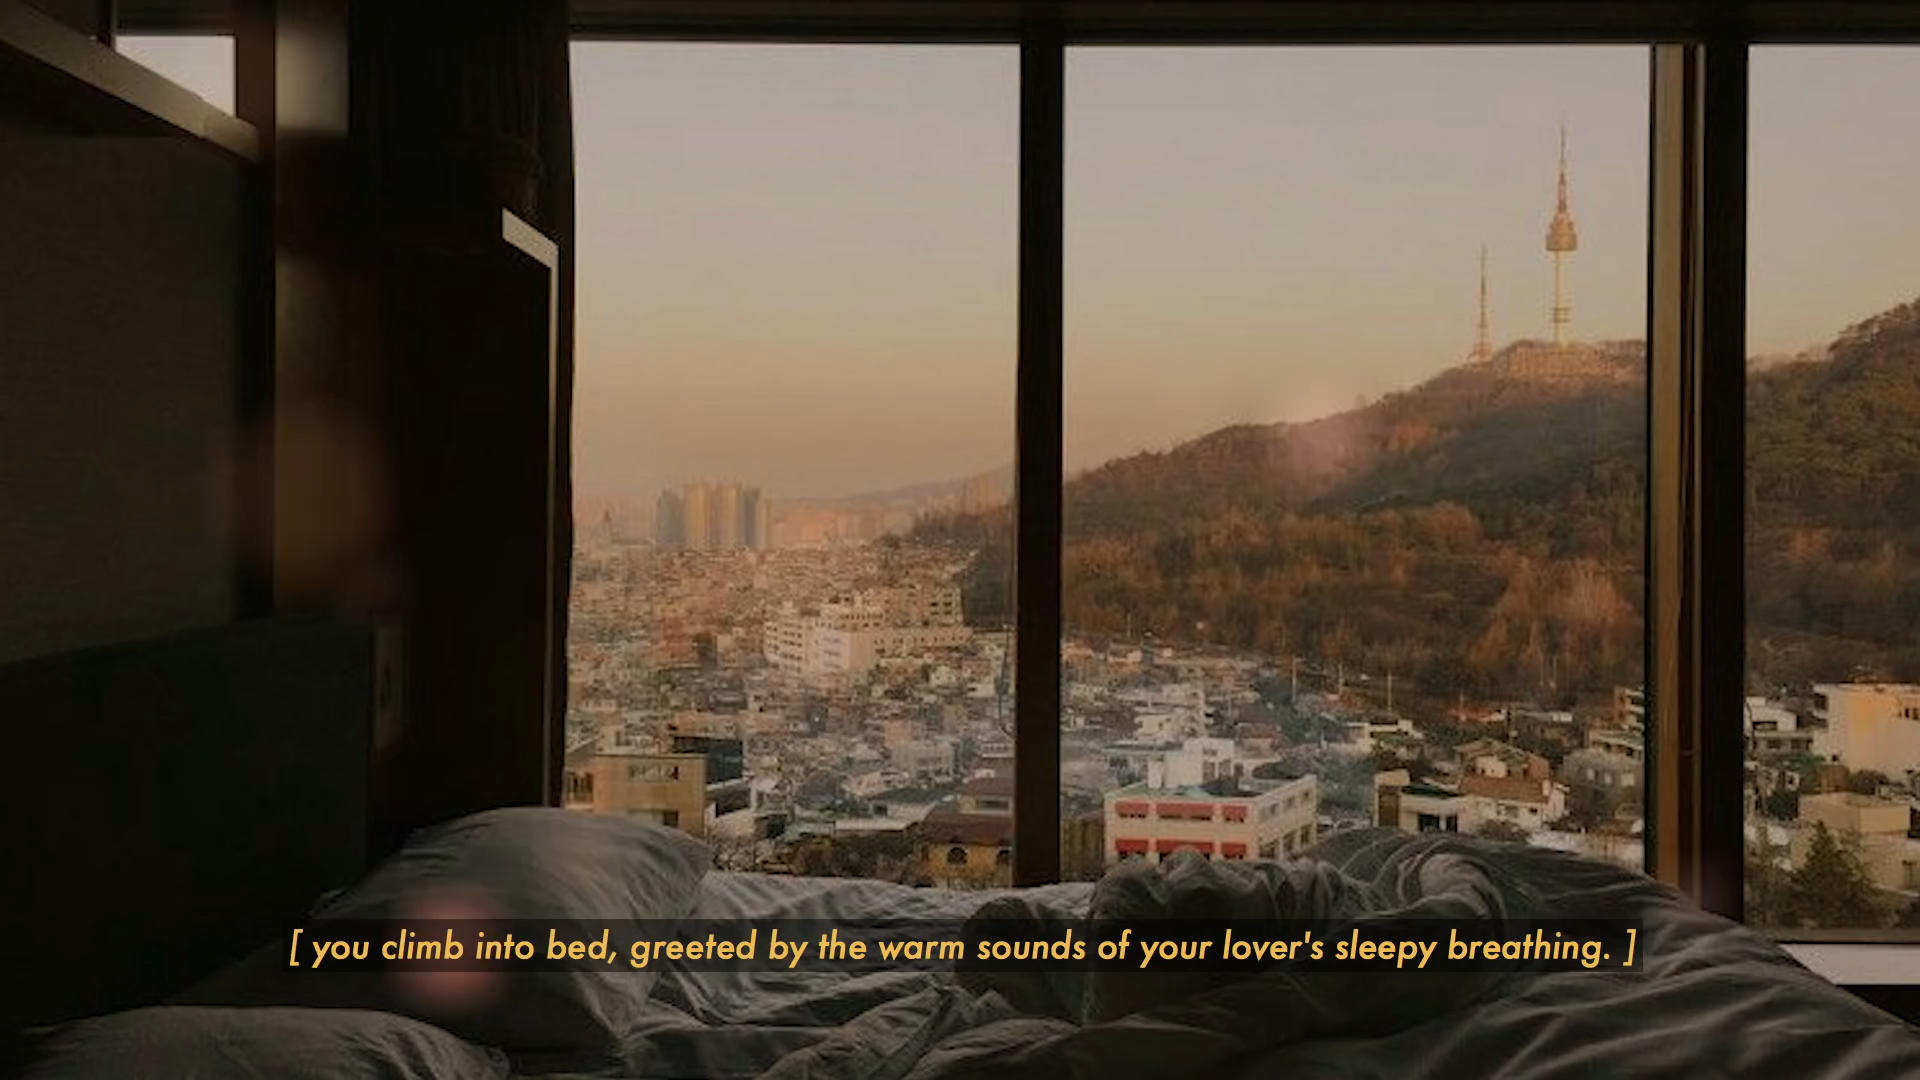 [ you climb into bed, greeted by the warm sounds of your lover's sleepy breathing. ]